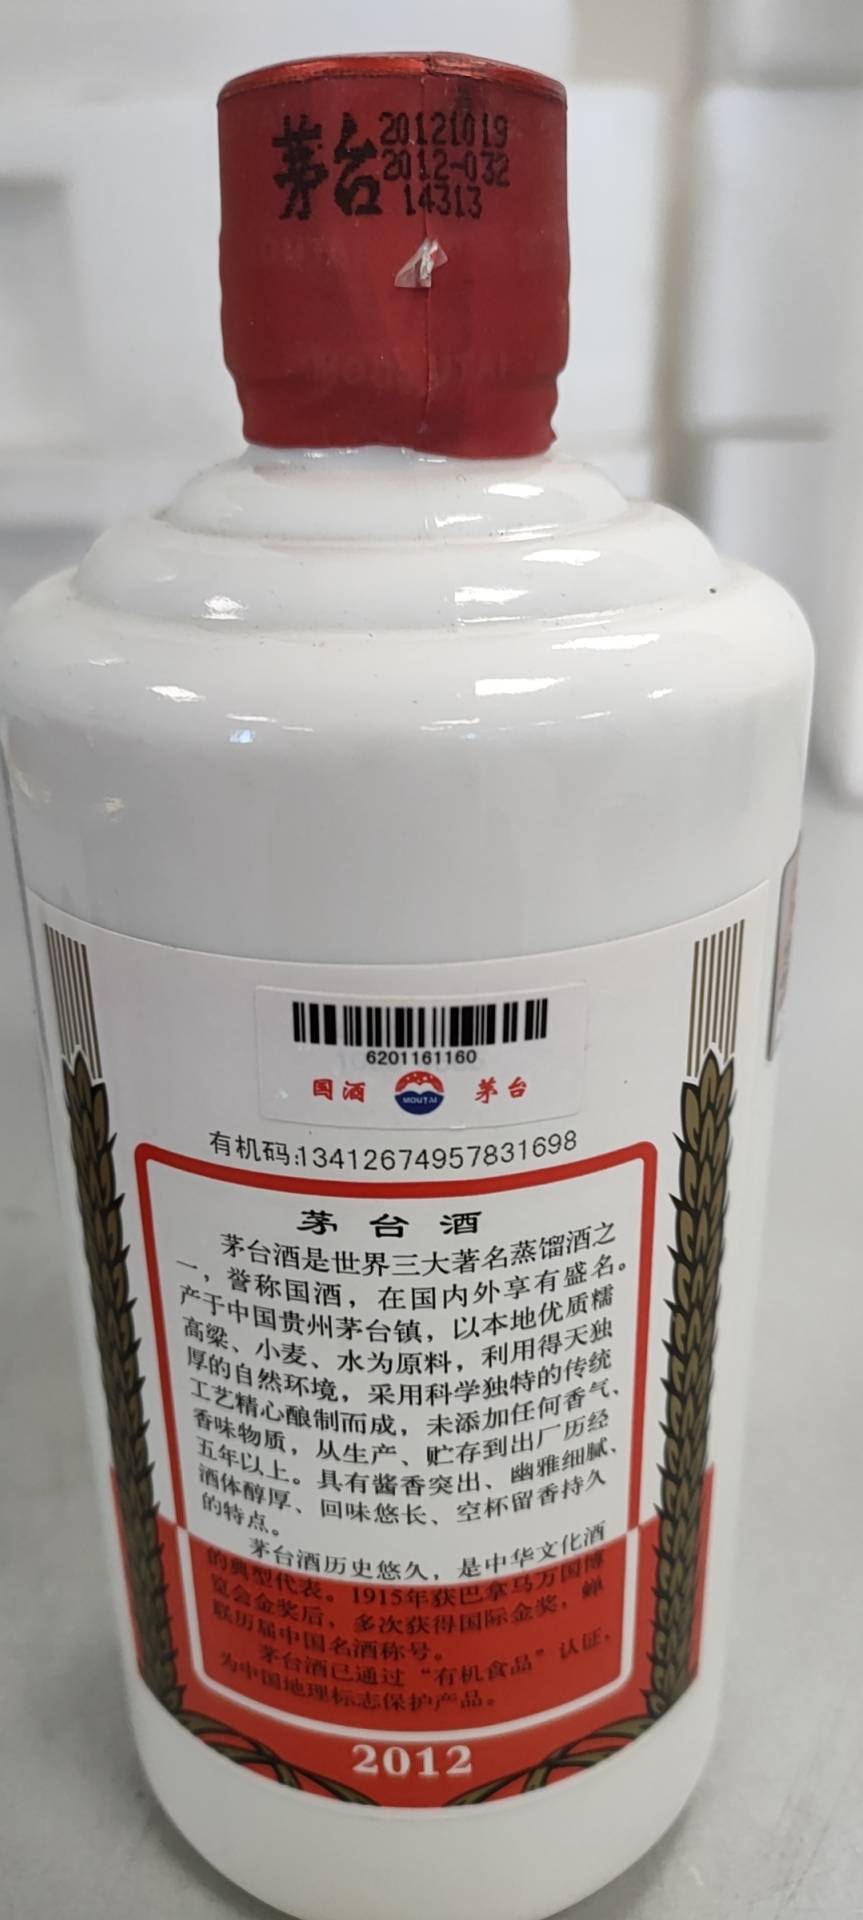 茅台
20121019
2012-032
14313
6201161160
国酒
MOUTAI
茅台
有机码:13412674957831698
茅台酒
茅台酒是世界三大著名蒸馏酒之
一，誉称国酒，在国内外享有盛名。
产于中国贵州茅台镇，以本地优质糯
高粱、小麦、水为原料，利用得天独
厚的自然环境，采用科学独特的传统
工艺精心酿制而成，未添加任何香气、
香味物质，从生产、贮存到出厂历经
五年以上。具有酱香突出、幽雅细腻、
酒体醇厚、回味悠长、空杯留香持久
的特点。
茅台酒历史悠久，是中华文化酒
的典型代表。1915年获巴拿马万国博
览会金奖后，多次获得国际金奖，蝉
联历届中国名酒称号。
茅台酒已通过“有机食品”认证，
为中国地理标志保护产品。
2012